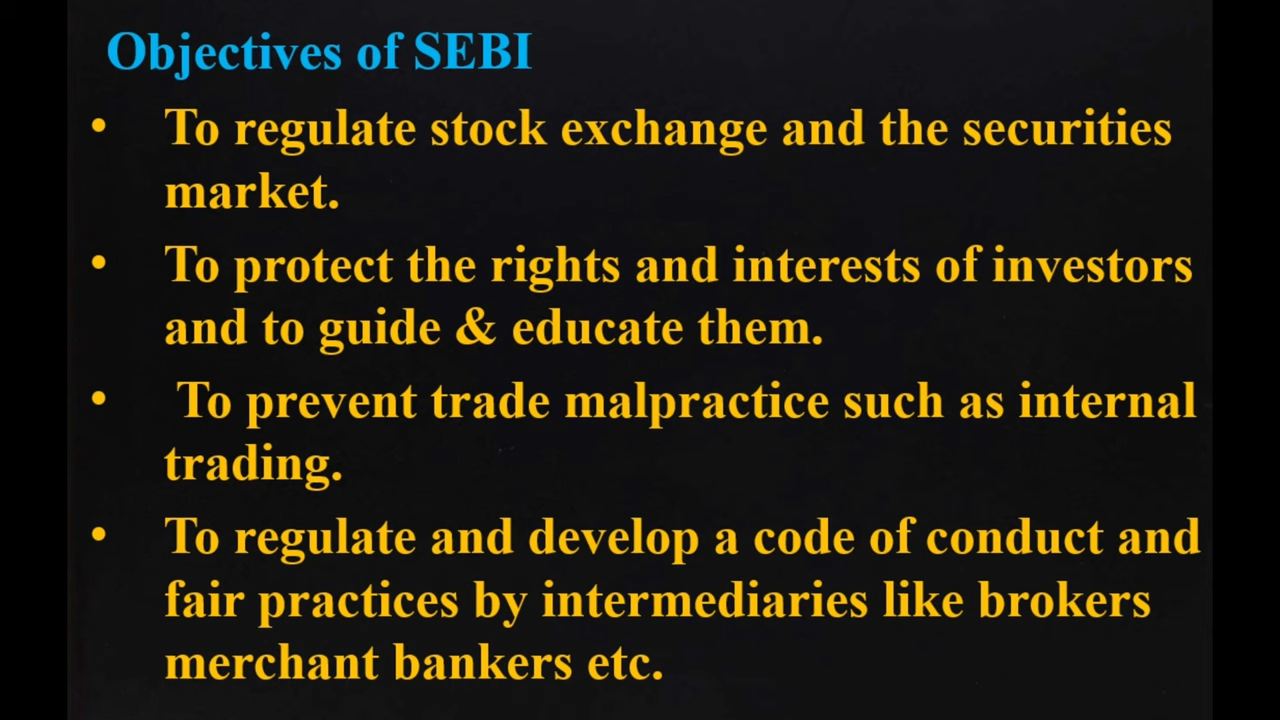 Objectives of SEBI
• To regulate stock exchange and the securities
market.
• To protect the rights and interests of investors
and to guide & educate them.
• To prevent trade malpractice such as internal
trading.
• To regulate and develop a code of conduct and
fair practices by intermediaries like brokers
merchant bankers etc.